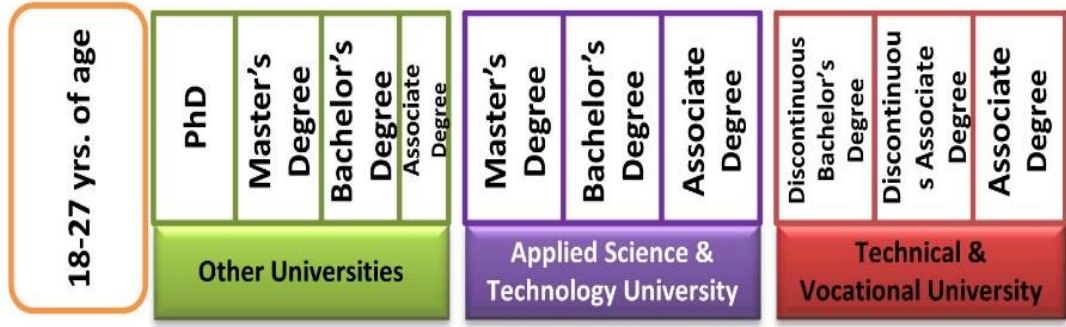 18-27 yrs. of age
PhD
Master's
Degree
Bachelor's
Degree
Associate
Degree
Other Universities
Master's
Degree
Bachelor's
Degree
Associate
Degree
Applied Science &
Technology University
Discontinuous
Bachelor's
Degree
Discontinuou
s Associate
Degree
Associate
Degree
Technical &
Vocational University